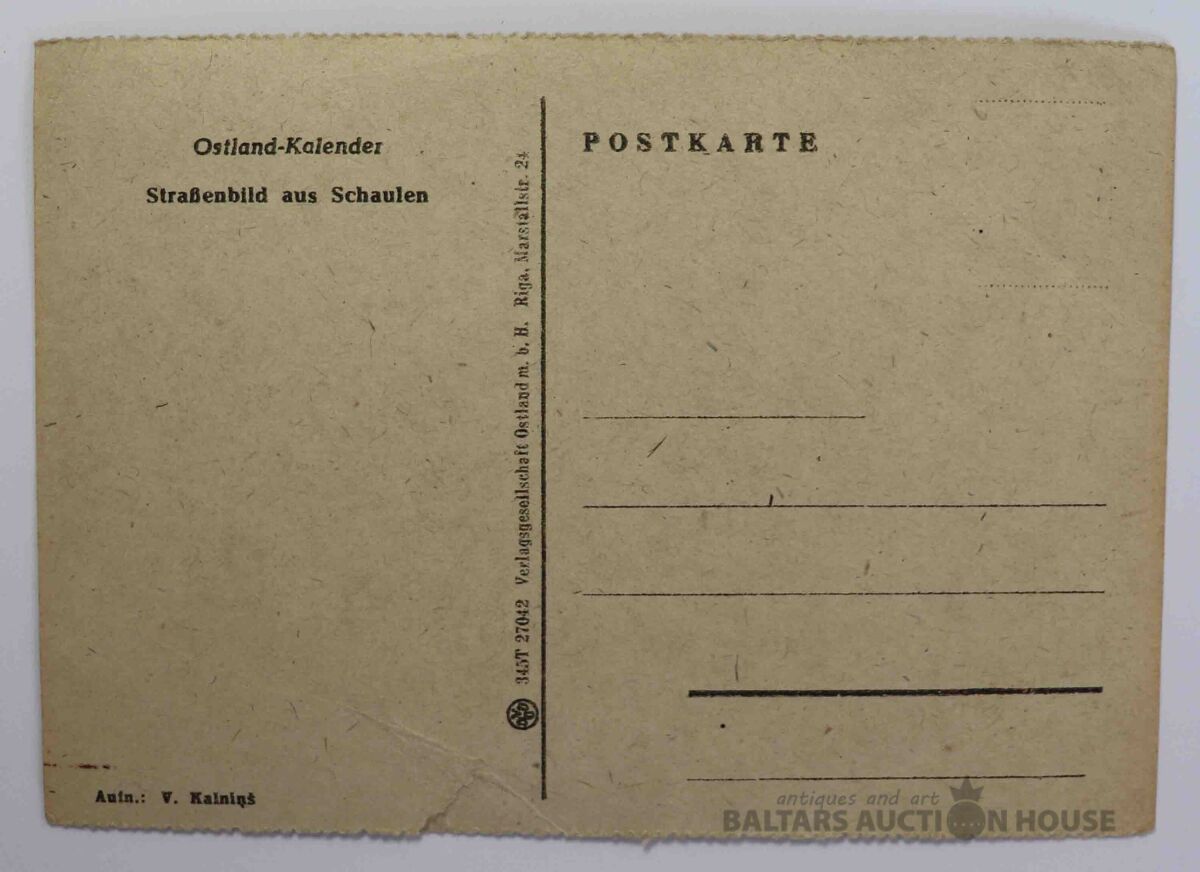 Ostland-Kalender
Straßenbild aus Schaulen
Aufn.: V. Kalniņš
345T 27042 Verlagsgesellschaft Ostland m. b. H. Riga, Marstallstr. 24
POSTKARTE
antiques and art
BALTARS AUCTION HOUSE